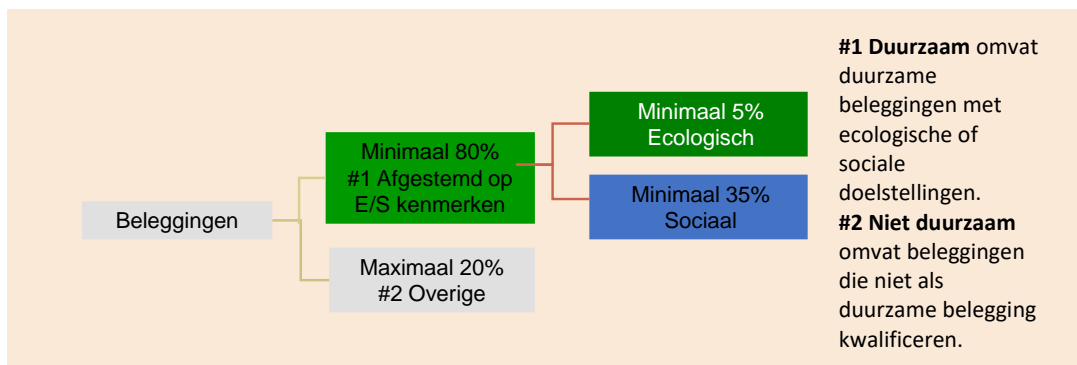 Beleggingen
Minimaal 80%
#1 Afgestemd op
E/S kenmerken
Maximaal 20%
#2 Overige
Minimaal 5%
Ecologisch
Minimaal 35%
Sociaal
#1 Duurzaam omvat
duurzame
beleggingen met
ecologische of
sociale
doelstellingen.
#2 Niet duurzaam
omvat beleggingen
die niet als
duurzame belegging
kwalificeren.